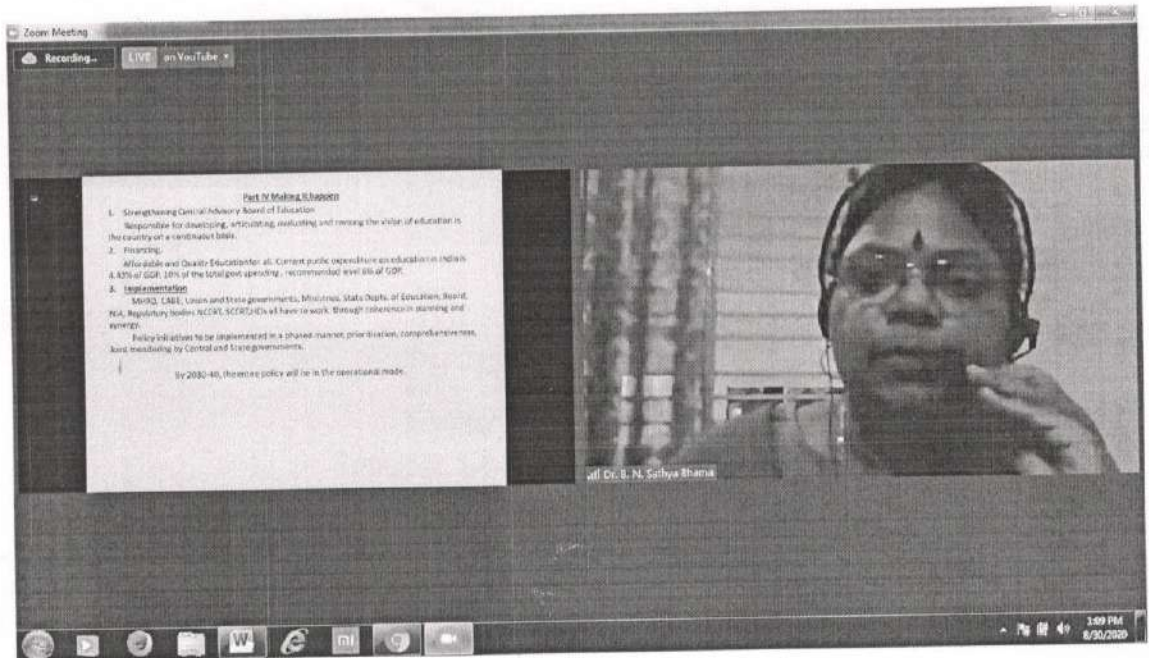 Zoom Meeting
Recording...
LIVE on YouTube
Part IV Making It happen
1. Strengthening Central Advisory Board of Education
Responsible for developing, articulating, evaluating and revising the vision of education is
the country on a continuous basis.
2. Financing,
Affordable and Quality Education for all. Current public expenditure on education in India is
4.43% of GDP, 10% of the total govt spending, recommended level 6% of GDP.
3. Implementation
MHRD, CABE, Union and State governments, Ministries, State Depts. of Education, Board,
NTA, Regulatory bodies NCERT, SCERT, HEIs all have to work through coherence in planning and
synergy.
Policy initiatives to be implemented in a phased manner, prioritisation, comprehensiveness,
Joint monitoring by Central and State governments.
By 2030-40, the entire policy will be in the operational mode.
Dr. B. N. Sathya Bhama
W
mi
1:09 PM
8/30/2020